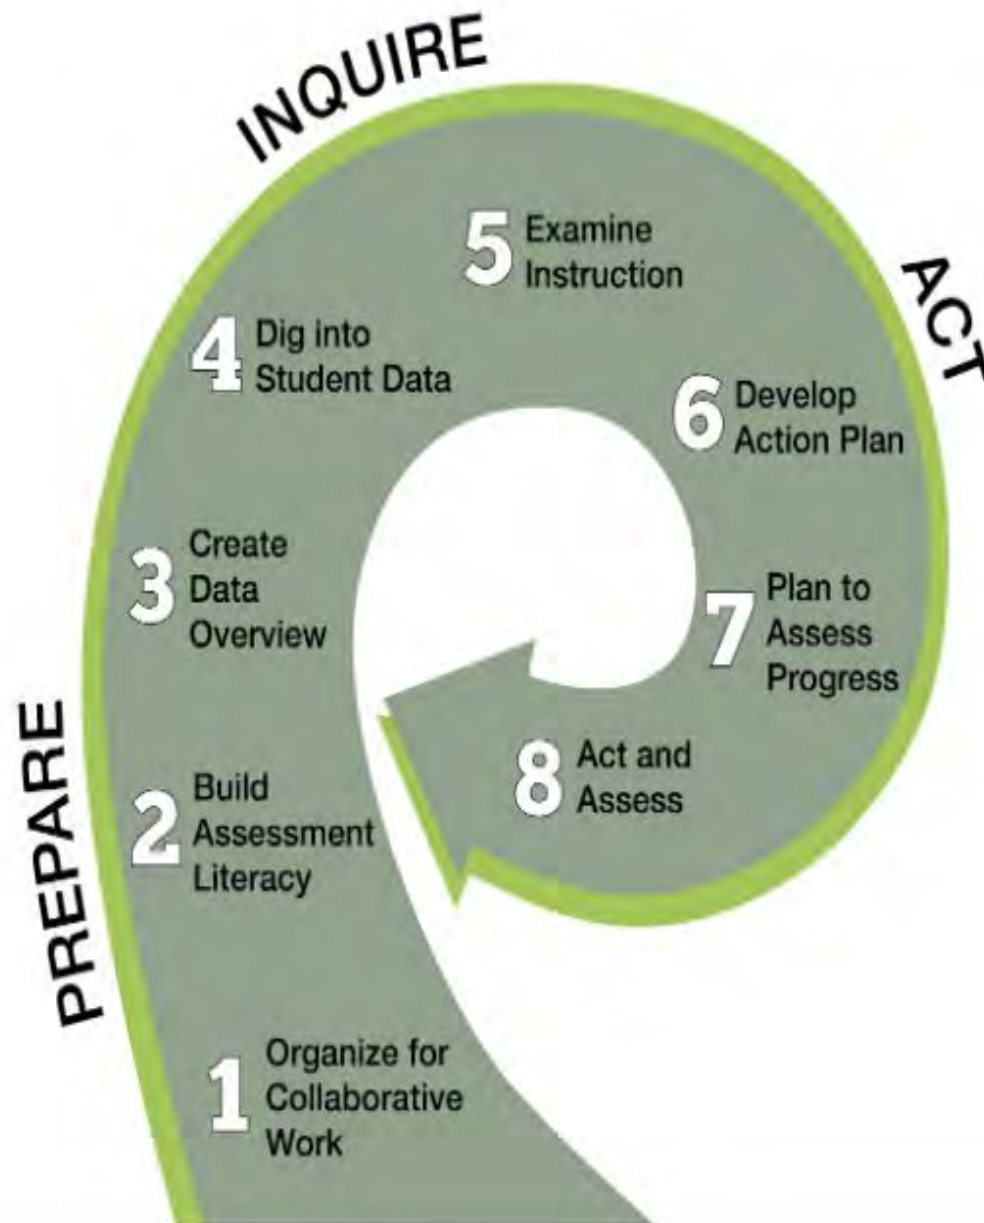 INQUIRE
ACT
PREPARE
5 Examine
Instruction
4 Dig into
Student Data
6 Develop
Action Plan
3 Create
Data
Overview
7 Plan to
Assess
Progress
8 Act and
Assess
2 Build
Assessment
Literacy
1 Organize for
Collaborative
Work